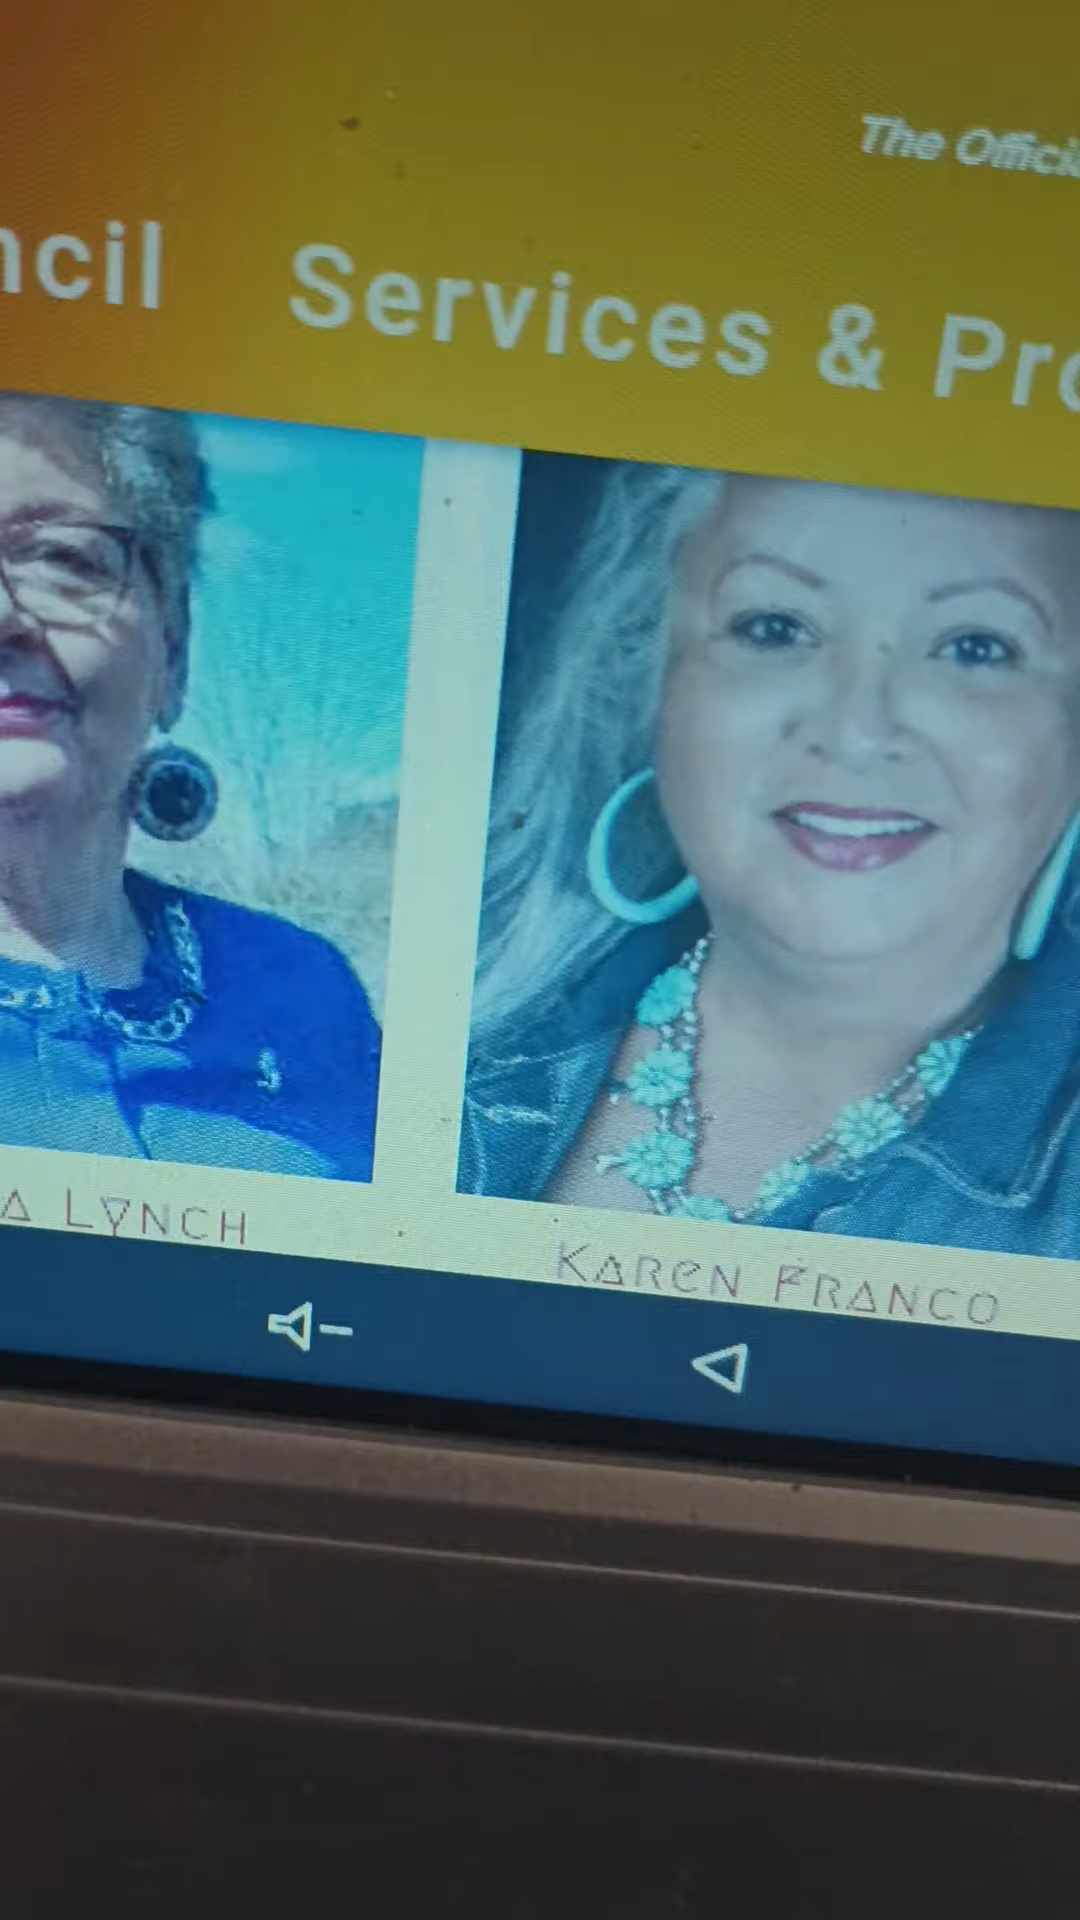 The Offici
ncil Services & Pro
A LYNCH
KAREN FRANCO